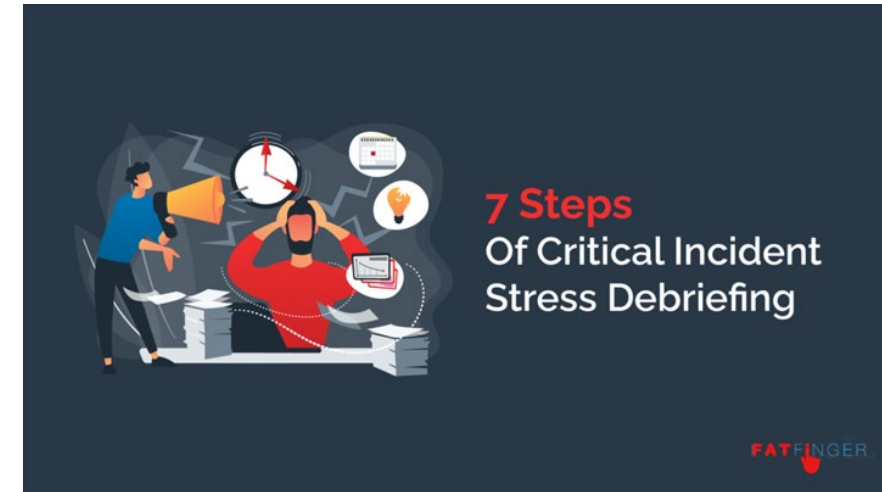 7 Steps
Of Critical Incident
Stress Debriefing
FATFINGER